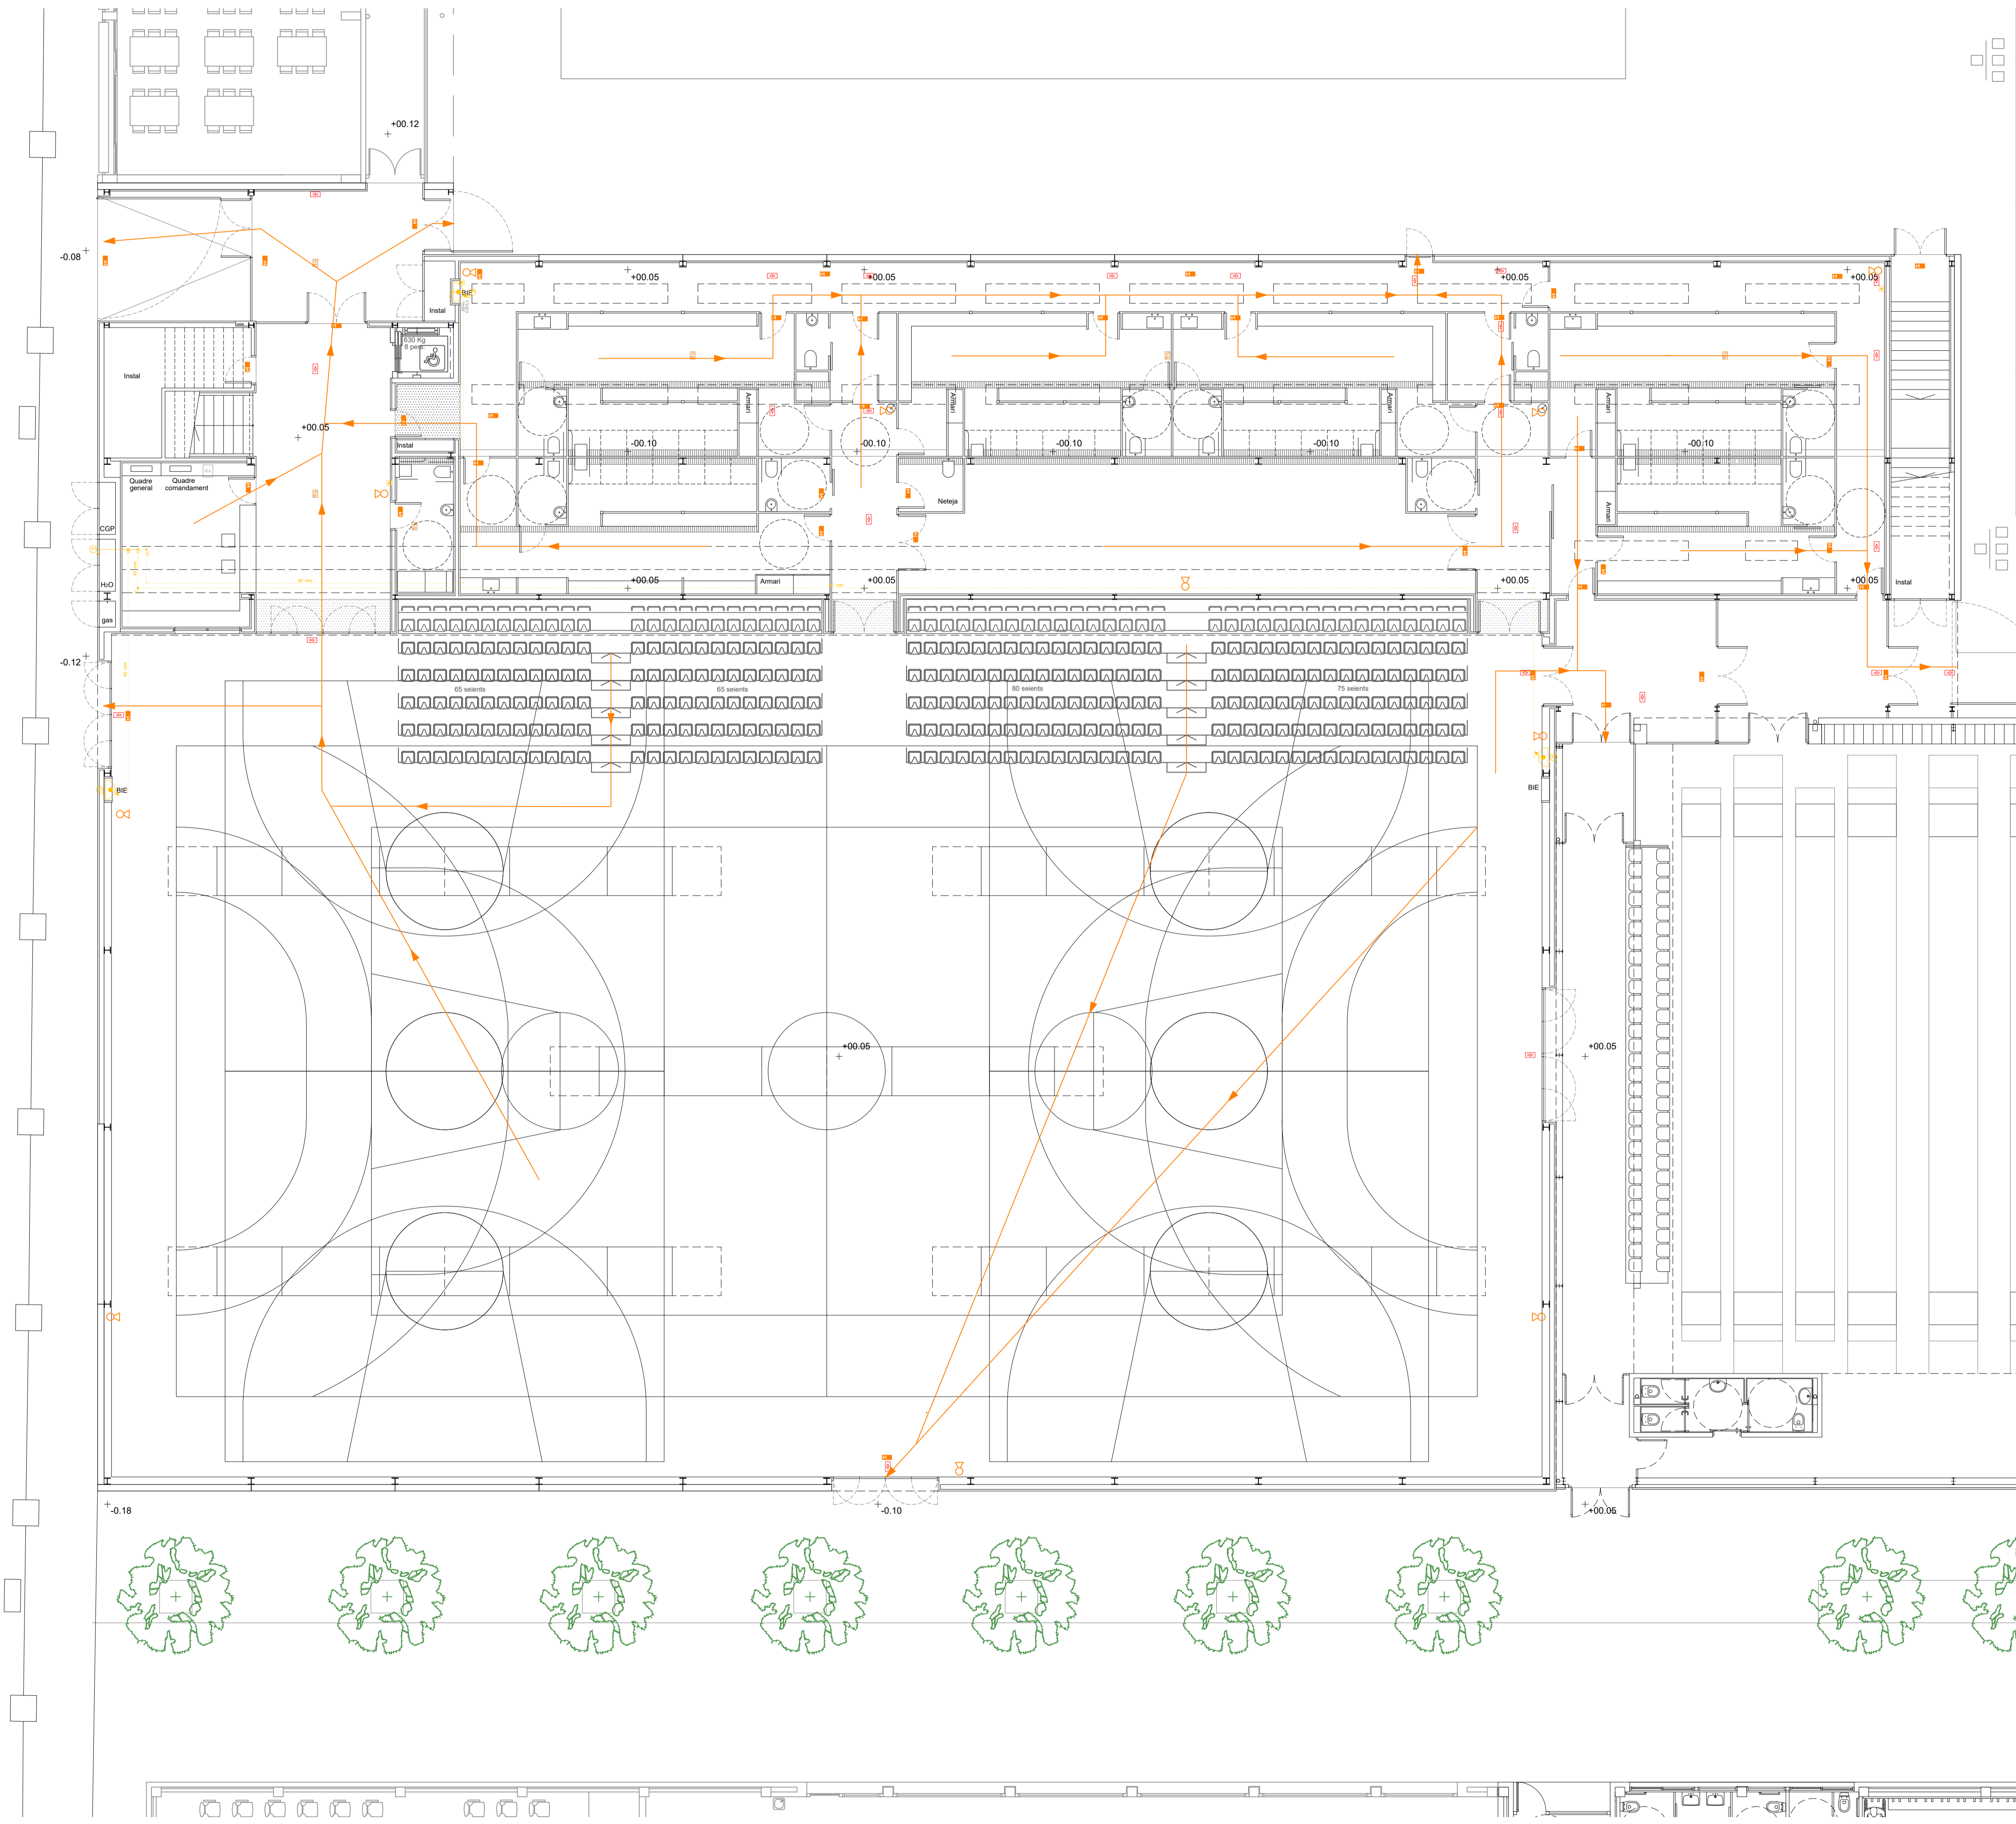 +00.12
-0.08
+00.05
+00.05
+00.05
+00.05
BIE
Instal
630 Kg
8 pers.
Instal
Armari
Armari
Armari
Armari
+00.05
Instal
-00.10
-00.10
-00.10
-00.10
-00.10
Quadre
general
Quadre
comandament
Neteja
Armari
CGP
H2O
gas
Armari
+00.05
+00.05
+00.05
+00.05
Instal
-0.12
65 seients
65 seients
80 seients
75 seients
BIE
BIE
+00.05
+00.05
-0.18
-0.10
+00.05